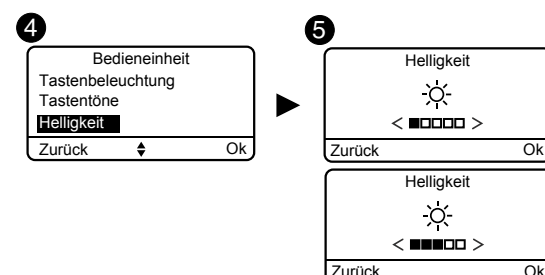 4
Bedieneinheit
Tastenbeleuchtung
Tastentöne
Helligkeit
Zurück Ok
5
Helligkeit
< >
Zurück Ok
Helligkeit
< >
Zurück Ok